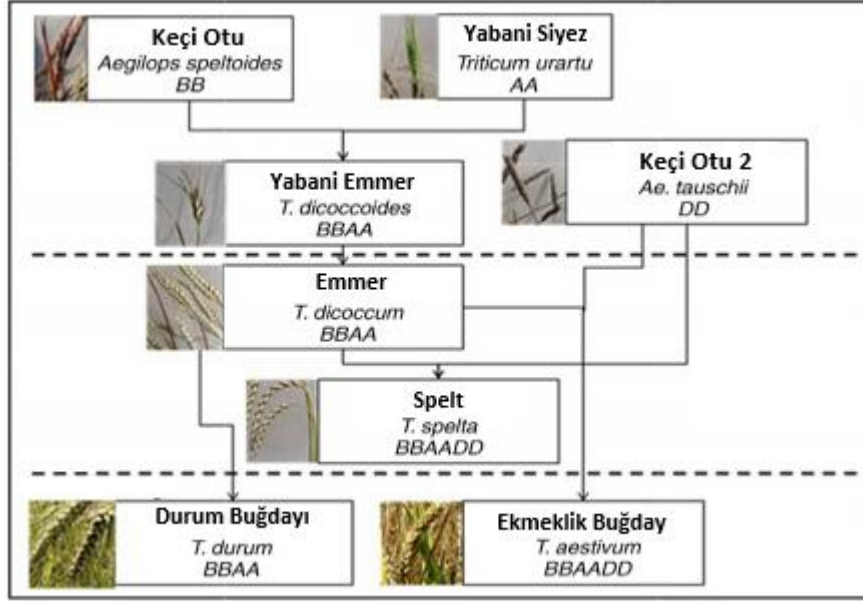 Keçi Otu
Aegilops speltoides
BB
Yabani Siyez
Triticum urartu
AA
Yabani Emmer
T. dicoccoides
BBAA
Keçi Otu 2
Ae. tauschii
DD
Emmer
T. dicoccum
BBAA
Spelt
T. spelta
BBAADD
Durum Buğdayı
T. durum
BBAA
Ekmeklik Buğday
T. aestivum
BBAADD